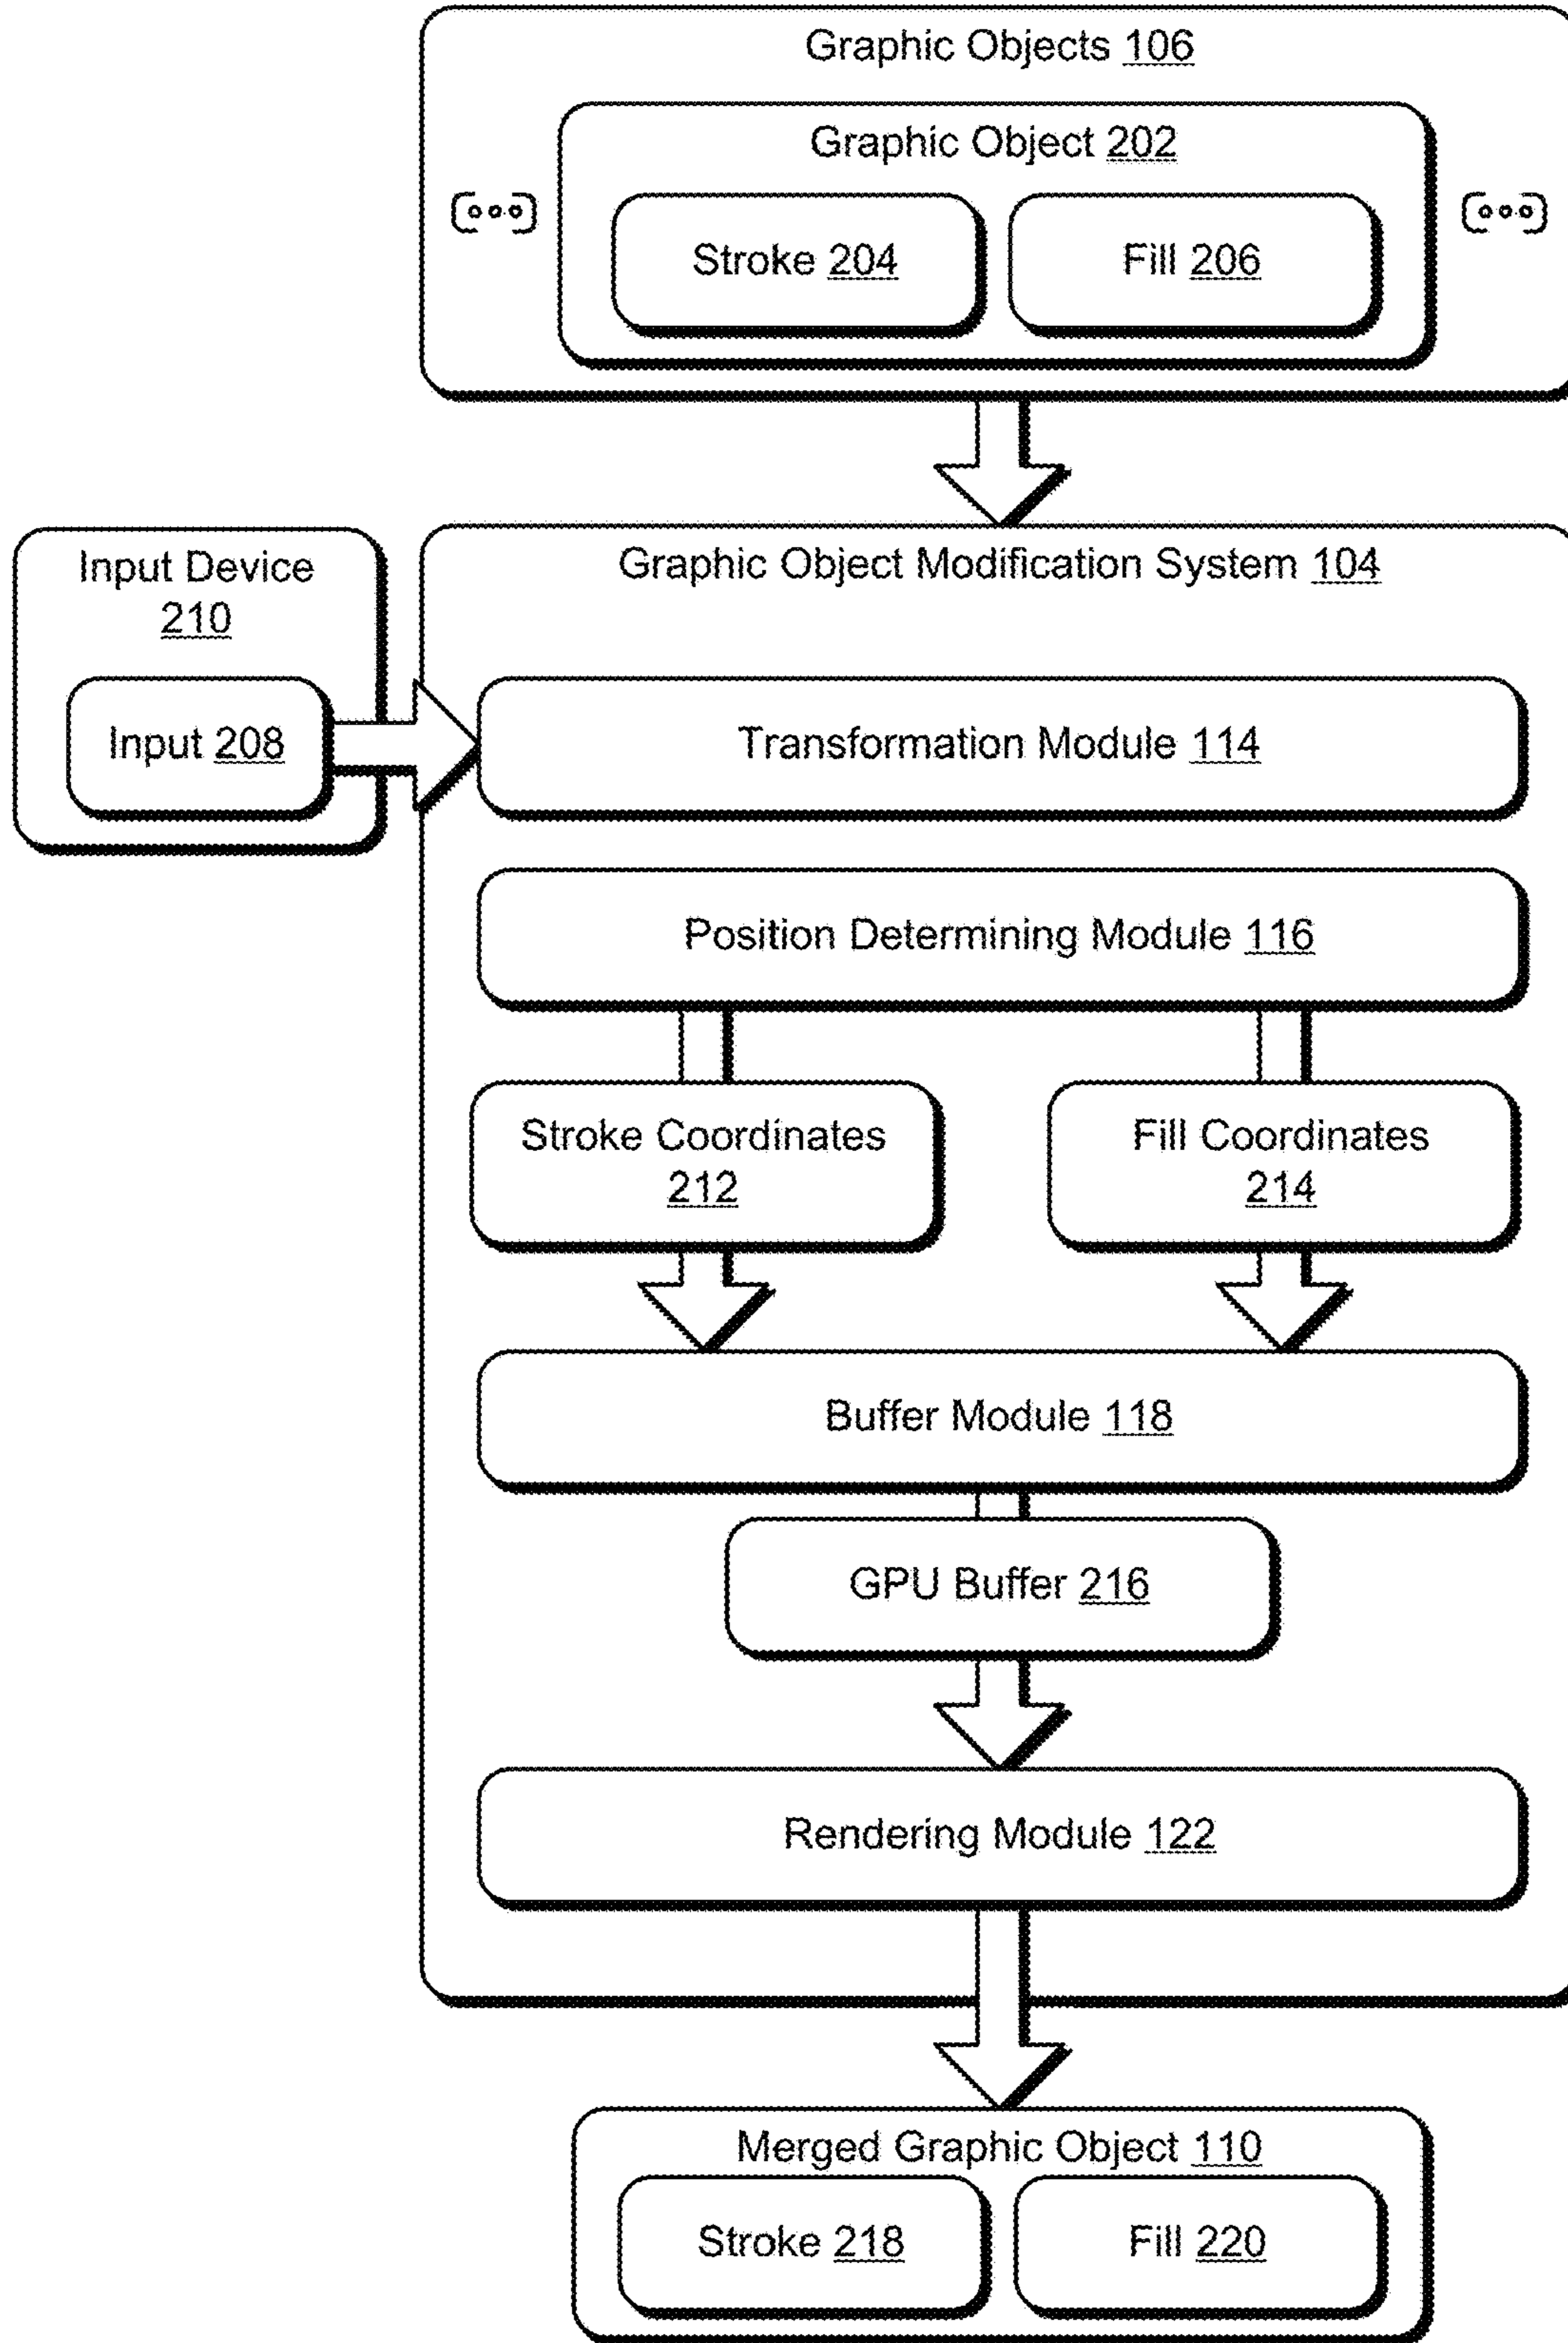 Graphic Objects 106
Graphic Object 202
Stroke 204
Fill 206
Input Device
210
Input 208
Graphic Object Modification System 104
Transformation Module 114
Position Determining Module 116
Stroke Coordinates
212
Fill Coordinates
214
Buffer Module 118
GPU Buffer 216
Rendering Module 122
Merged Graphic Object 110
Stroke 218
Fill 220